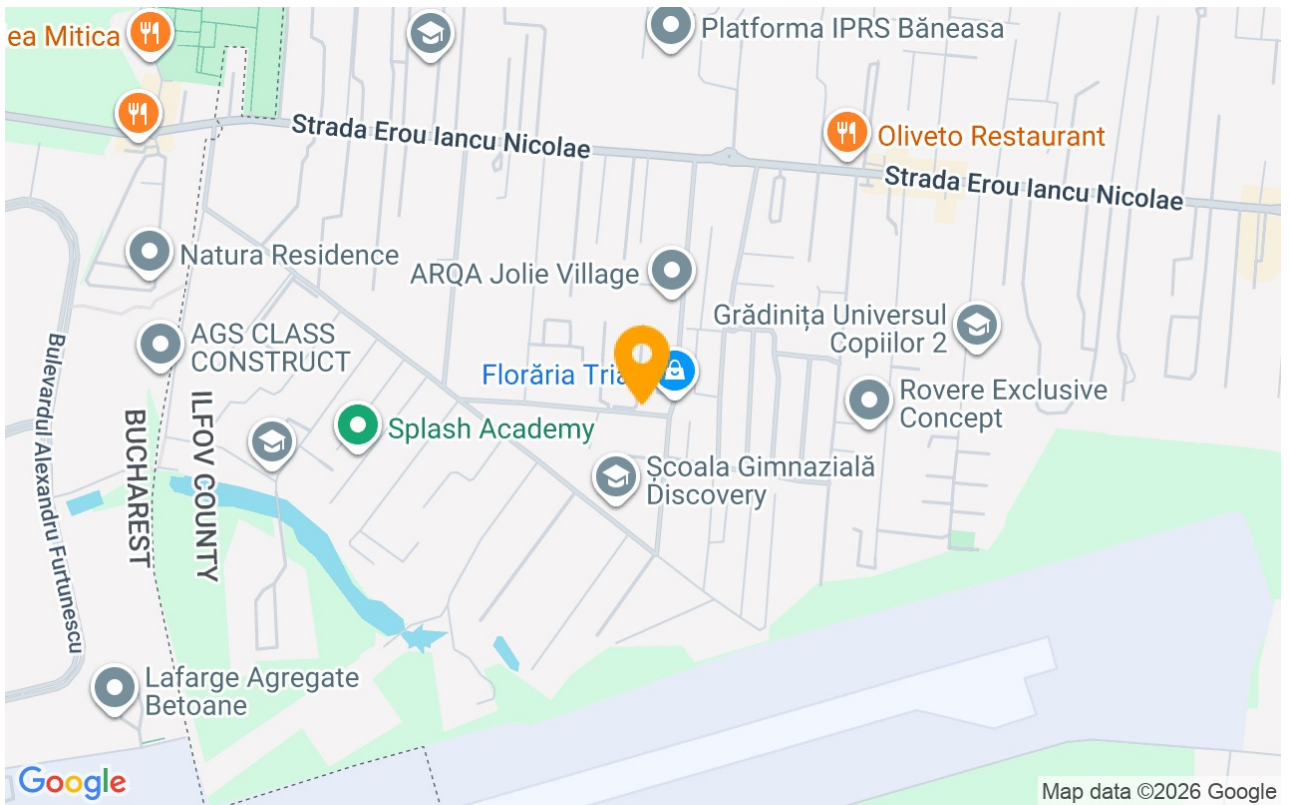 Platforma IPRS Băneasa
ea Mitica
Strada Erou Iancu Nicolae
Oliveto Restaurant
Strada Erou Iancu Nicolae
Natura Residence
ARQA Jolie Village
Grădinița Universul
Copiilor 2
AGS CLASS
CONSTRUCT
Florăria Tria
Rovere Exclusive
Concept
Splash Academy
Școala Gimnazială
Discovery
Bulevardul Alexandru Furtunescu
BUCHAREST
ILFOV COUNTY
Lafarge Agregate
Betoane
Google
Map data ©2026 Google